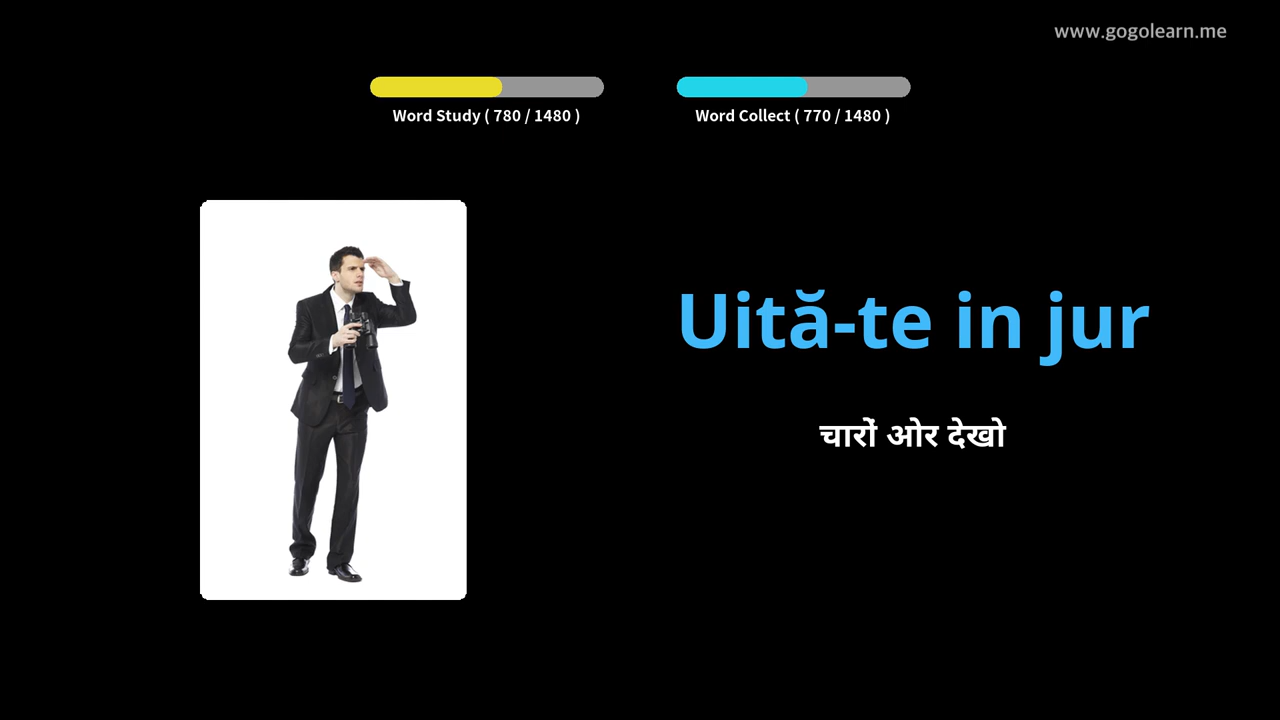 www.gogolearn.me
Word Study ( 780 / 1480 )
Word Collect ( 770 / 1480 )
Uită-te in jur
चारों ओर देखो